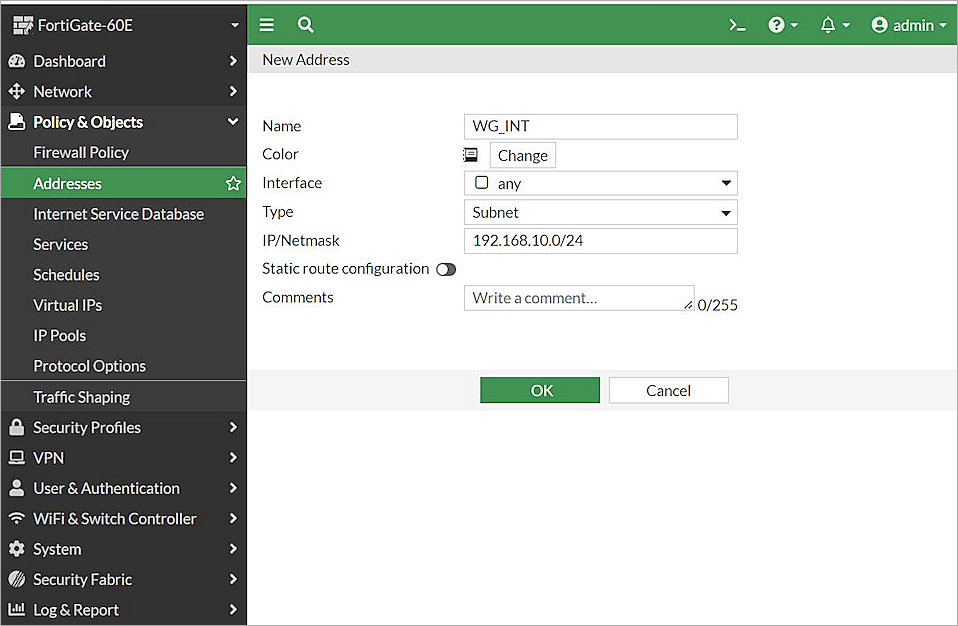 FortiGate-60E
admin
Dashboard
Network
Policy & Objects
Firewall Policy
Addresses
Internet Service Database
Services
Schedules
Virtual IPs
IP Pools
Protocol Options
Traffic Shaping
Security Profiles
VPN
User & Authentication
WiFi & Switch Controller
System
Security Fabric
Log & Report
New Address
Name WG_INT
Color Change
Interface any
Type Subnet
IP/Netmask 192.168.10.0/24
Static route configuration
Comments Write a comment... 0/255
OK Cancel